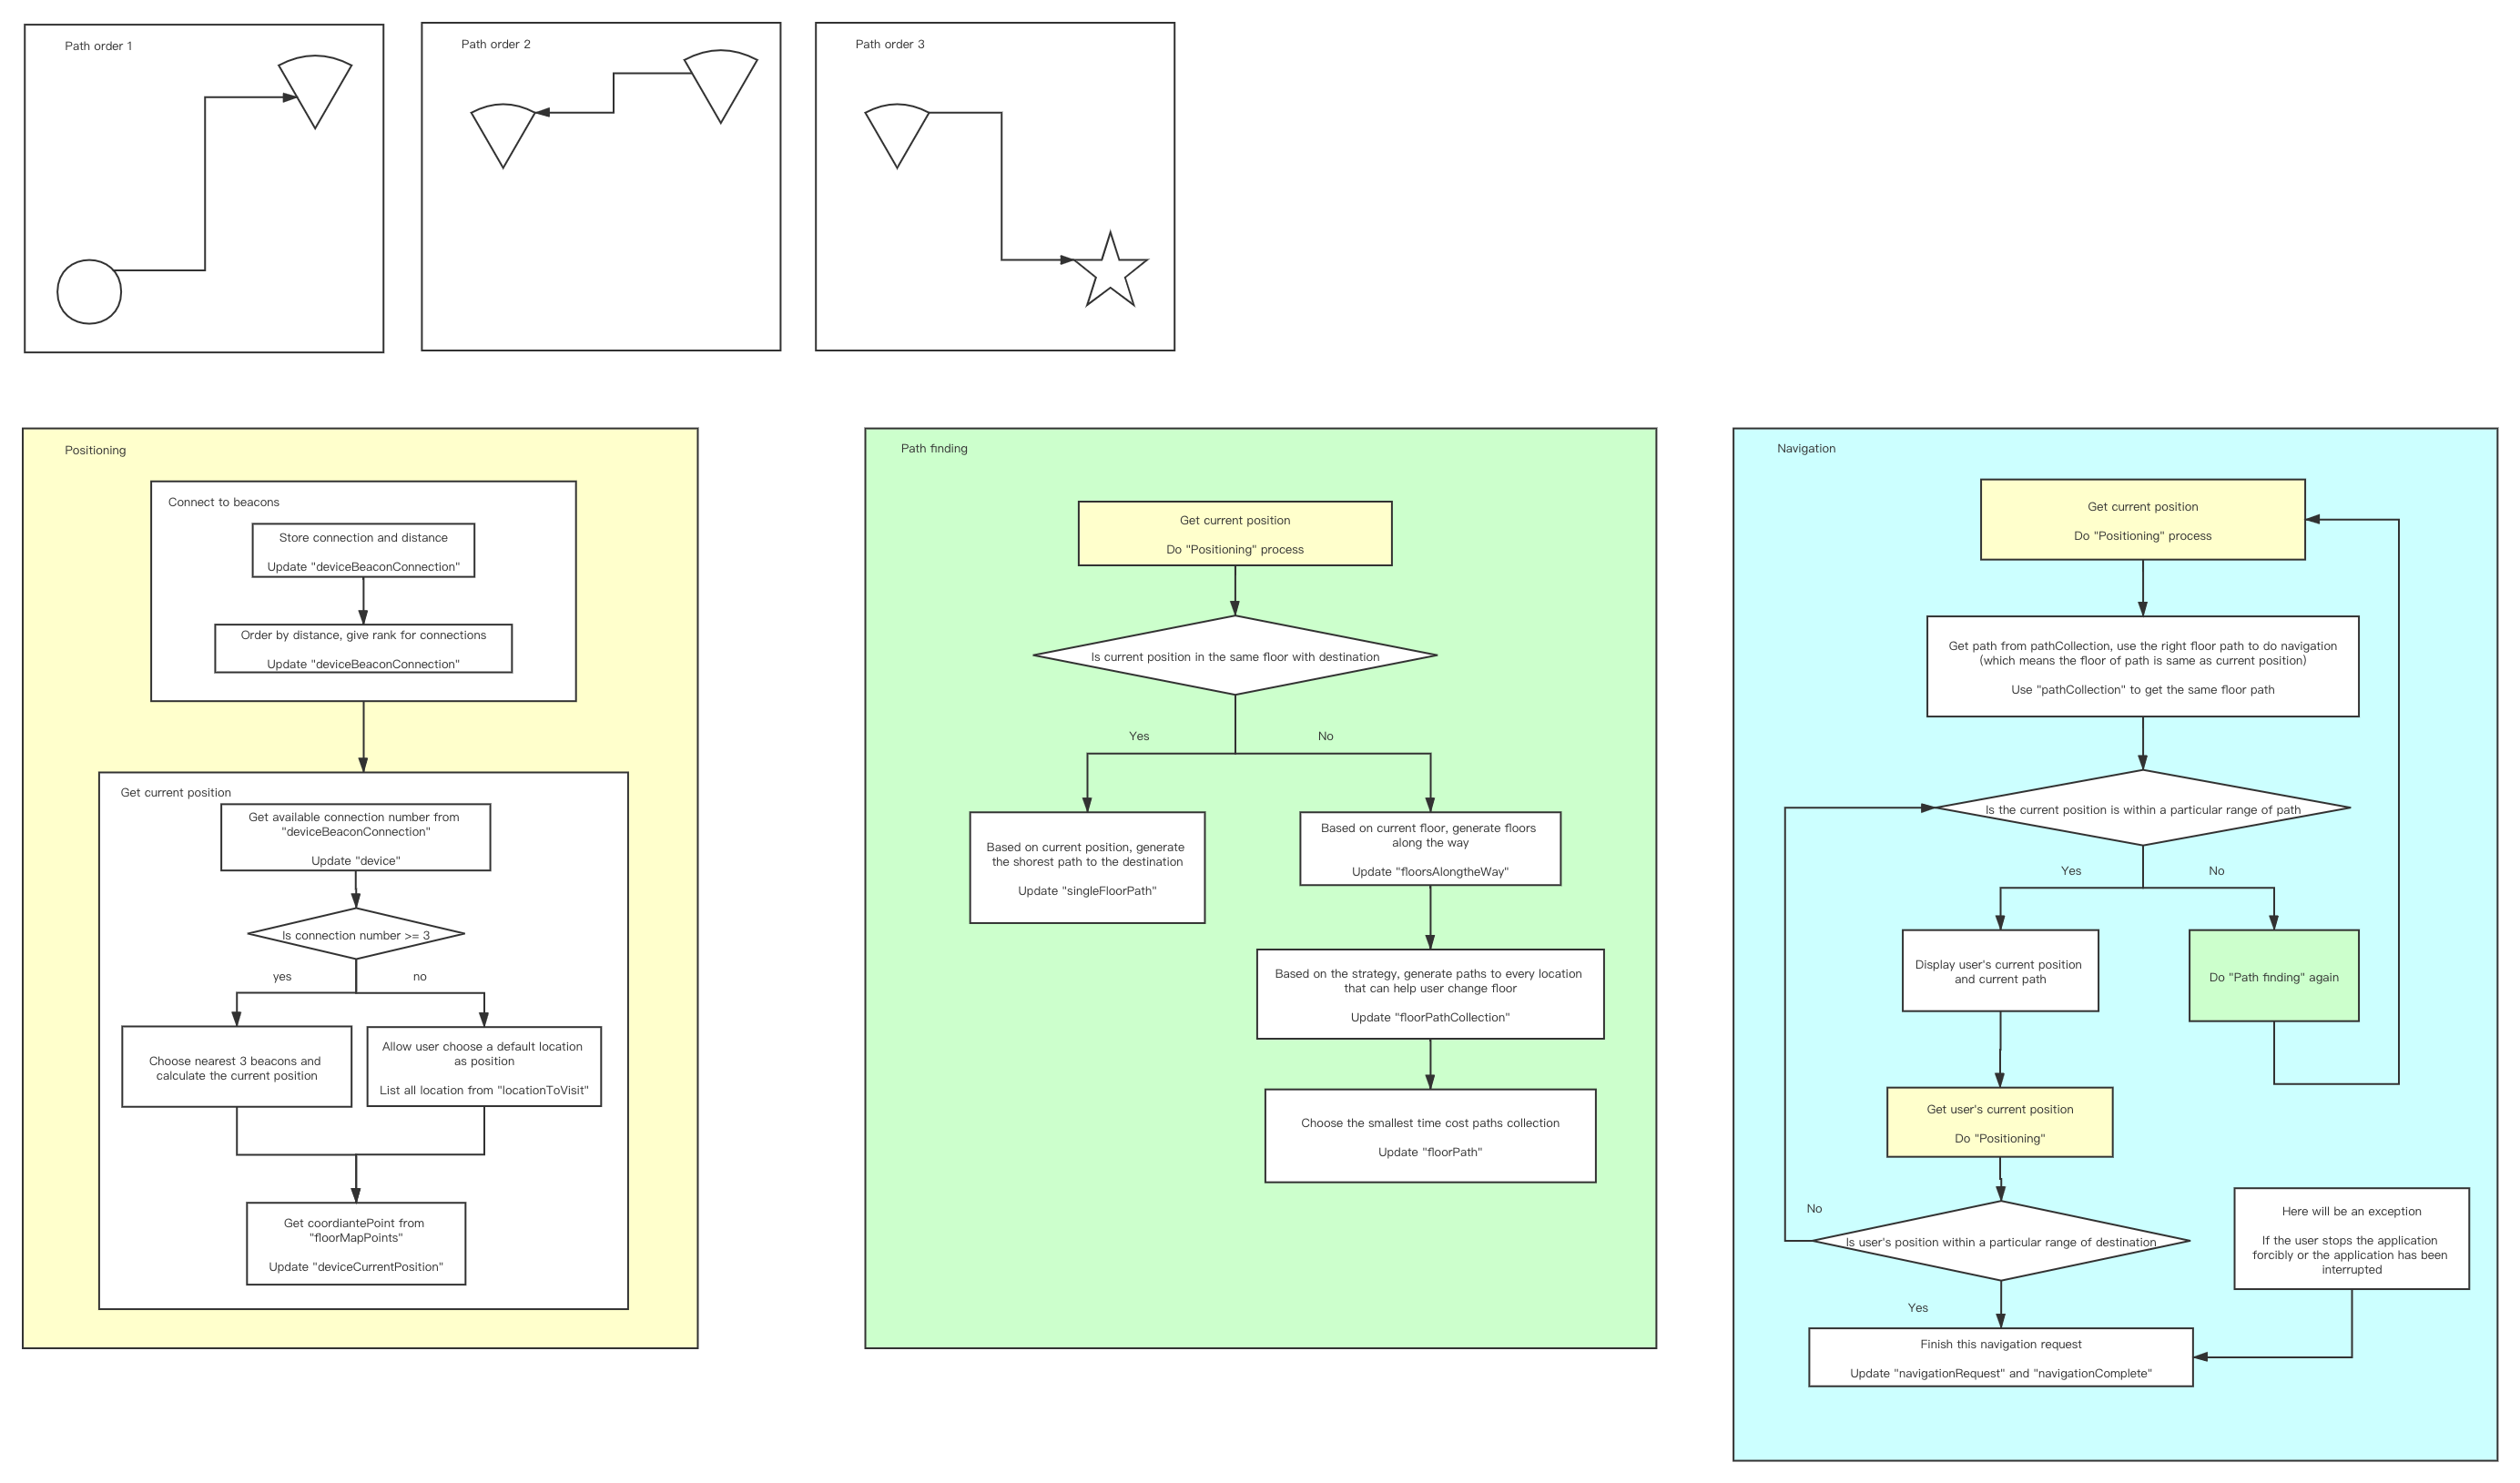 Path order 1
Path order 2
Path order 3
Positioning
Connect to beacons
Store connection and distance
Update "deviceBeaconConnection"
Order by distance, give rank for connections
Update "deviceBeaconConnection"
Get current position
Get available connection number from
"deviceBeaconConnection"
Update "device"
Is connection number >= 3
yes
no
Choose nearest 3 beacons and
calculate the current position
Allow user choose a default location
as position
List all location from "locationToVisit"
Get coordiantePoint from
"floorMapPoints"
Update "deviceCurrentPosition"
Path finding
Get current position
Do "Positioning" process
Is current position in the same floor with destination
Yes
No
Based on current position, generate
the shorest path to the destination
Update "singleFloorPath"
Based on current floor, generate floors
along the way
Update "floorsAlongtheWay"
Based on the strategy, generate paths to every location
that can help user change floor
Update "floorPathCollection"
Choose the smallest time cost paths collection
Update "floorPath"
Navigation
Get current position
Do "Positioning" process
Get path from pathCollection, use the right floor path to do navigation
(which means the floor of path is same as current position)
Use "pathCollection" to get the same floor path
Is the current position is within a particular range of path
Yes
No
Display user's current position
and current path
Do "Path finding" again
Get user's current position
Do "Positioning"
No
Is user's position within a particular range of destination
Yes
Here will be an exception
If the user stops the application
forcibly or the application has been
interrupted
Finish this navigation request
Update "navigationRequest" and "navigationComplete"